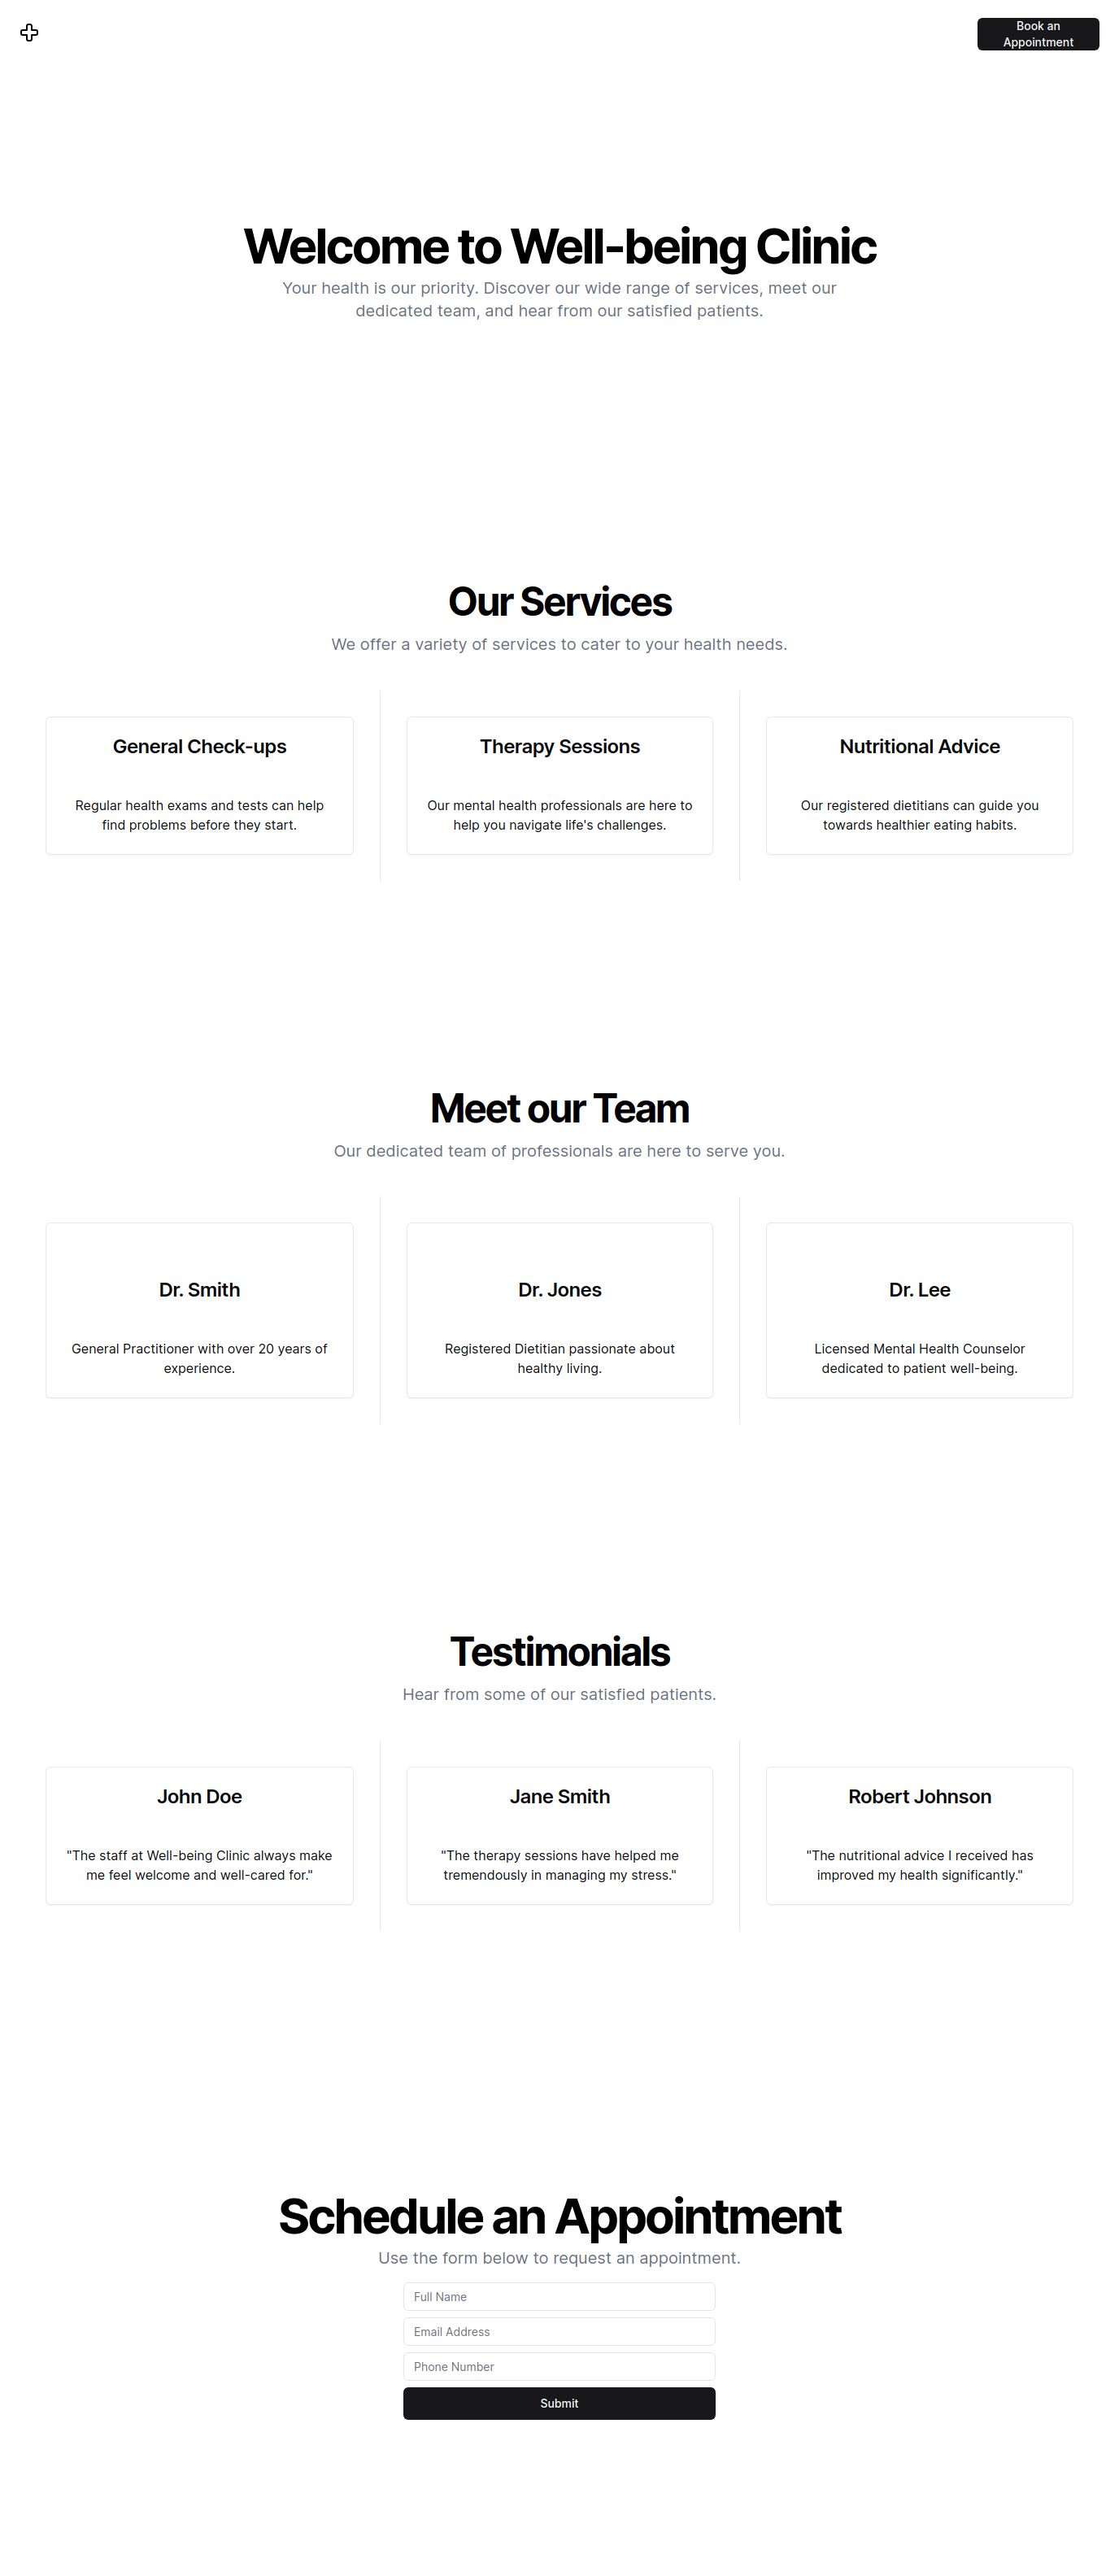 Book an
Appointment
Welcome to Well-being Clinic
Your health is our priority. Discover our wide range of services, meet our
dedicated team, and hear from our satisfied patients.
Our Services
We offer a variety of services to cater to your health needs.
General Check-ups
Regular health exams and tests can help
find problems before they start.
Therapy Sessions
Our mental health professionals are here to
help you navigate life's challenges.
Nutritional Advice
Our registered dietitians can guide you
towards healthier eating habits.
Meet our Team
Our dedicated team of professionals are here to serve you.
Dr. Smith
General Practitioner with over 20 years of
experience.
Dr. Jones
Registered Dietitian passionate about
healthy living.
Dr. Lee
Licensed Mental Health Counselor
dedicated to patient well-being.
Testimonials
Hear from some of our satisfied patients.
John Doe
"The staff at Well-being Clinic always make
me feel welcome and well-cared for."
Jane Smith
"The therapy sessions have helped me
tremendously in managing my stress."
Robert Johnson
"The nutritional advice I received has
improved my health significantly."
Schedule an Appointment
Use the form below to request an appointment.
Full Name
Email Address
Phone Number
Submit